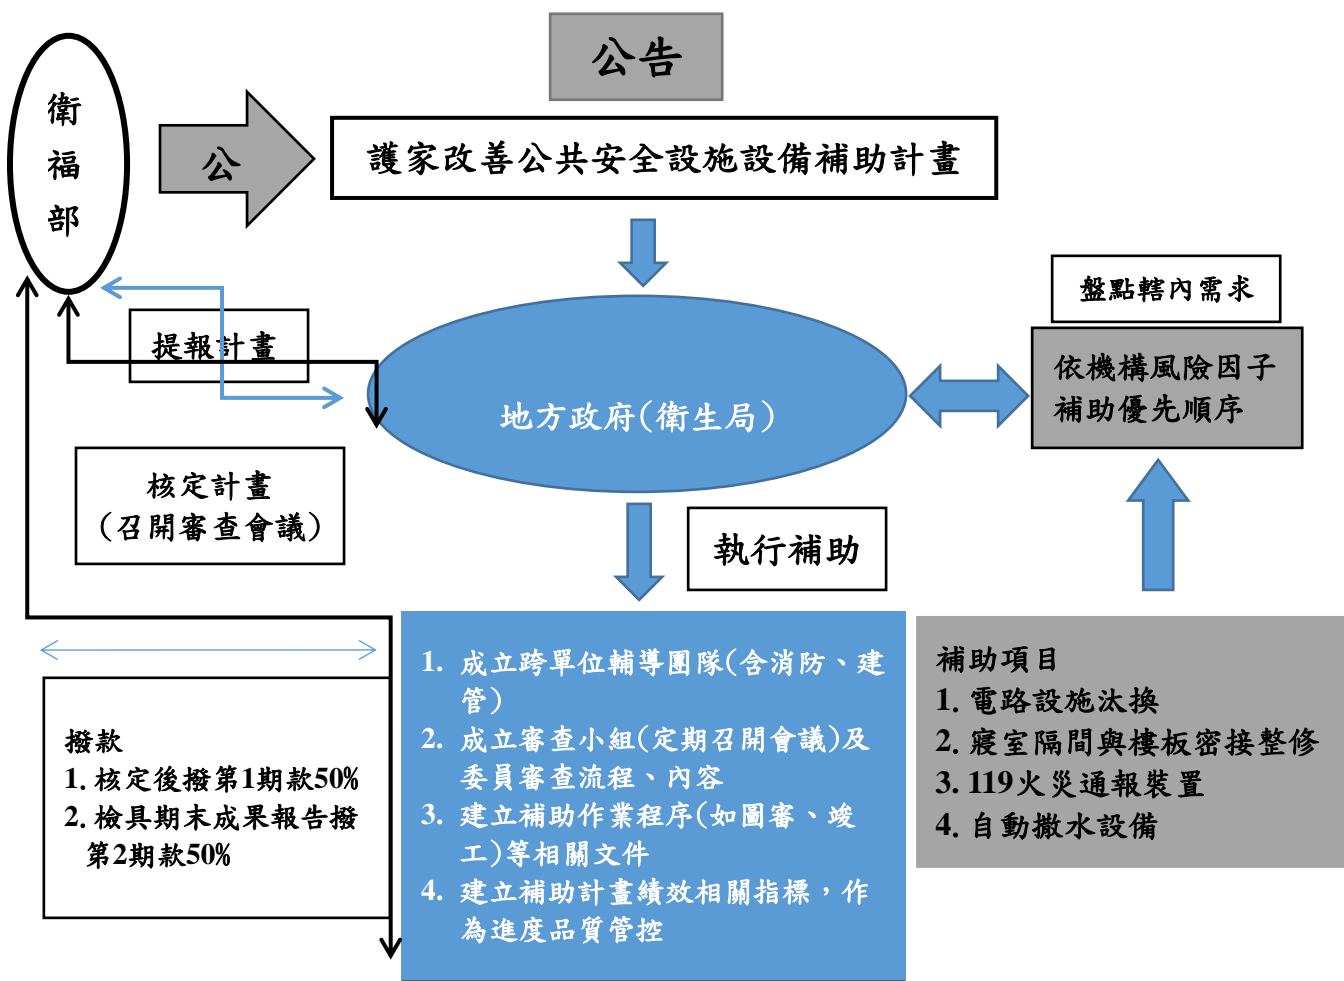 公告
衛
福
部
公
護家改善公共安全設施設備補助計畫
盤點轄內需求
依機構風險因子
補助優先順序
提報計畫
地方政府(衛生局)
核定計畫
(召開審查會議)
執行補助
撥款
1. 核定後撥第1期款50%
2. 檢具期末成果報告撥
第2期款50%
1. 成立跨單位輔導團隊(含消防、建
管)
2. 成立審查小組(定期召開會議)及
委員審查流程、內容
3. 建立補助作業程序(如圖審、竣
工)等相關文件
4. 建立補助計畫績效相關指標，作
為進度品質管控
補助項目
1. 電路設施汰換
2. 寢室隔間與樓板密接整修
3. 119火災通報裝置
4. 自動撒水設備